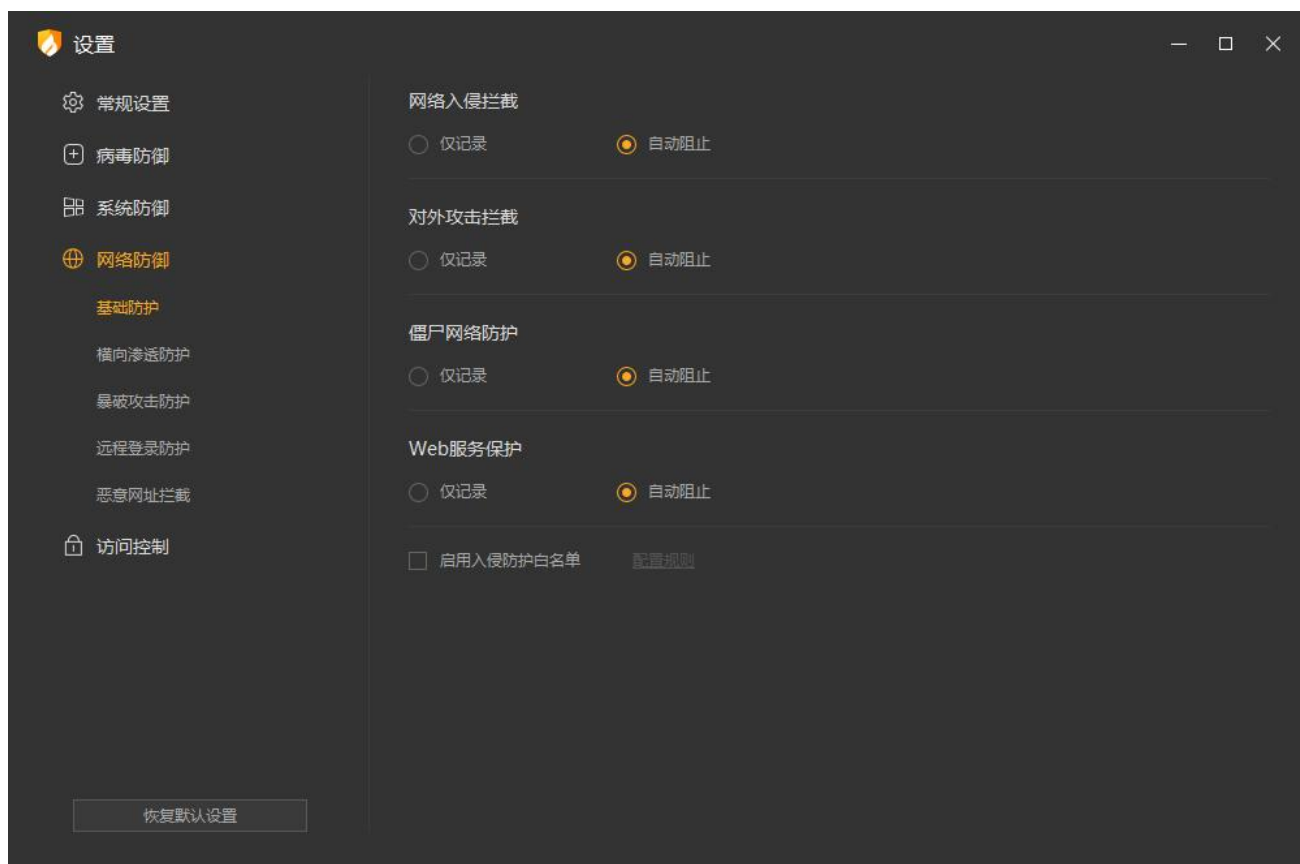 设置
常规设置
病毒防御
系统防御
网络防御
基础防护
横向渗透防护
暴破攻击防护
远程登录防护
恶意网址拦截
访问控制
恢复默认设置
网络入侵拦截
仅记录 自动阻止
对外攻击拦截
仅记录 自动阻止
僵尸网络防护
仅记录 自动阻止
Web服务保护
仅记录 自动阻止
启用入侵防护白名单 配置规则